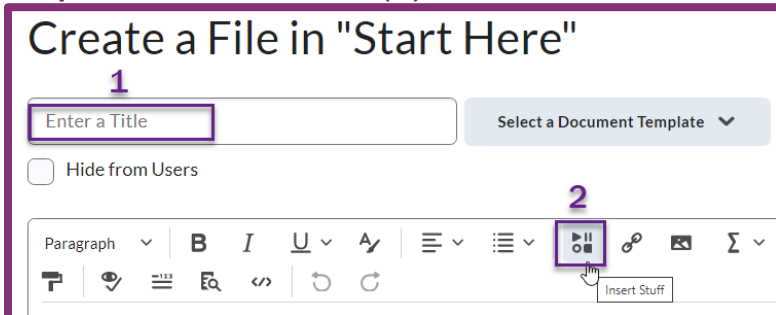 Create a File in "Start Here"
1
Enter a Title
Select a Document Template
Hide from Users
2
Paragraph B I U A Σ
Insert Stuff